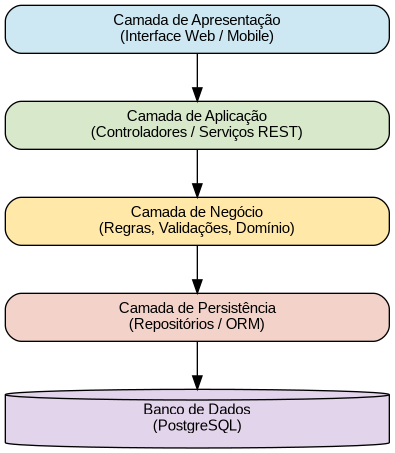 Camada de Apresentação
(Interface Web / Mobile)
Camada de Aplicação
(Controladores / Serviços REST)
Camada de Negócio
(Regras, Validações, Domínio)
Camada de Persistência
(Repositórios / ORM)
Banco de Dados
(PostgreSQL)